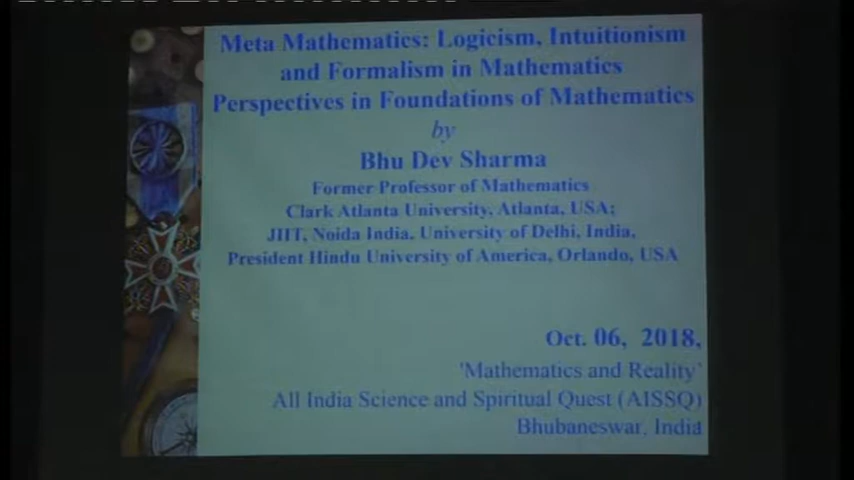 Meta Mathematics: Logicism, Intuitionism
and Formalism in Mathematics
Perspectives in Foundations of Mathematics
by
Bhu Dev Sharma
Former Professor of Mathematics
Clark Atlanta University, Atlanta, USA;
JIIT, Noida India, University of Delhi, India,
President Hindu University of America, Orlando, USA
Oct. 06, 2018,
'Mathematics and Reality'
All India Science and Spiritual Quest (AISSQ)
Bhubaneswar, India